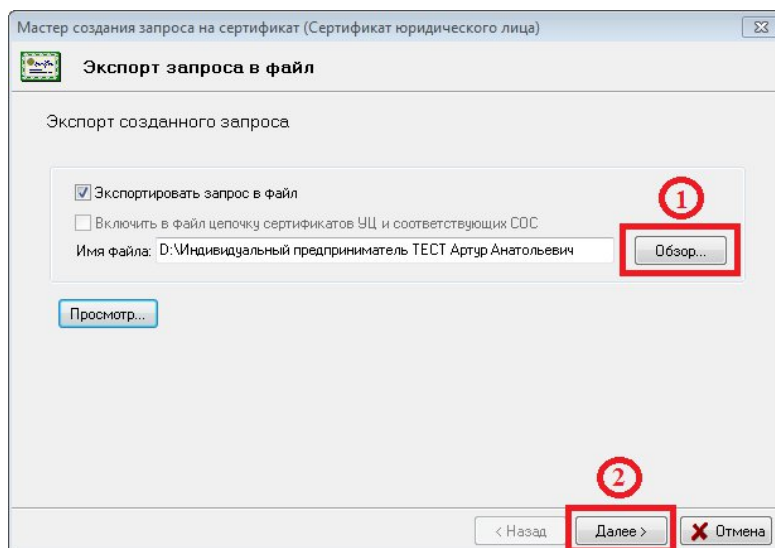 Мастер создания запроса на сертификат (Сертификат юридического лица)
Экспорт запроса в файл
Экспорт созданного запроса
Экспортировать запрос в файл
1
Включить в файл цепочку сертификатов УЦ и соответствующих СОС
Имя файла: D:\Индивидуальный предприниматель ТЕСТ Артур Анатольевич Обзор...
Просмотр...
2
< Назад Далее > Отмена